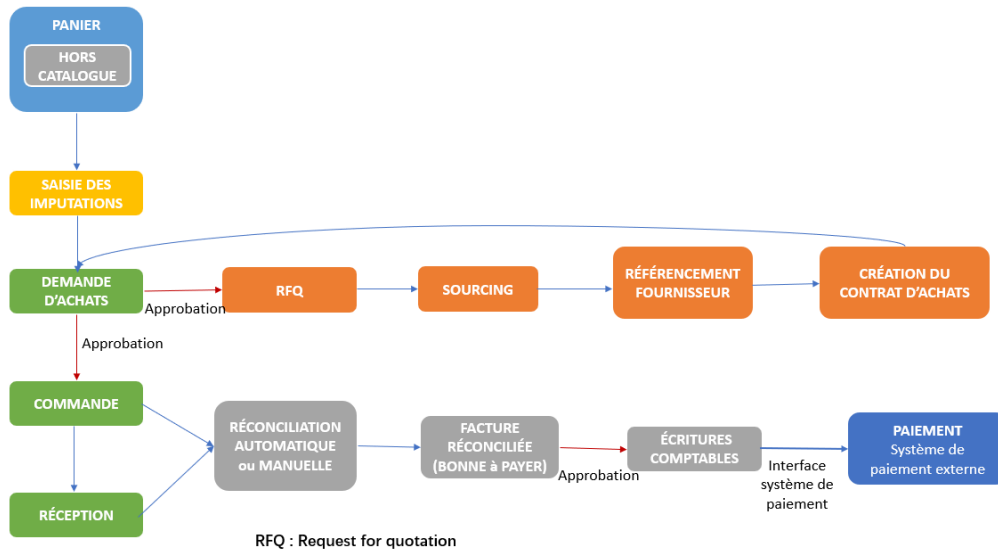 PANIER
HORS
CATALOGUE
SAISIE DES
IMPUTATIONS
DEMANDE
D'ACHATS
Approbation
RFQ
SOURCING
RÉFÉRENCEMENT
FOURNISSEUR
CRÉATION DU
CONTRAT D'ACHATS
Approbation
COMMANDE
RÉCONCILIATION
AUTOMATIQUE
ou MANUELLE
FACTURE
RÉCONCILIÉE
(BONNE à PAYER)
Approbation
ÉCRITURES
COMPTABLES
Interface
système de
paiement
PAIEMENT
Système de
paiement externe
RÉCEPTION
RFQ : Request for quotation